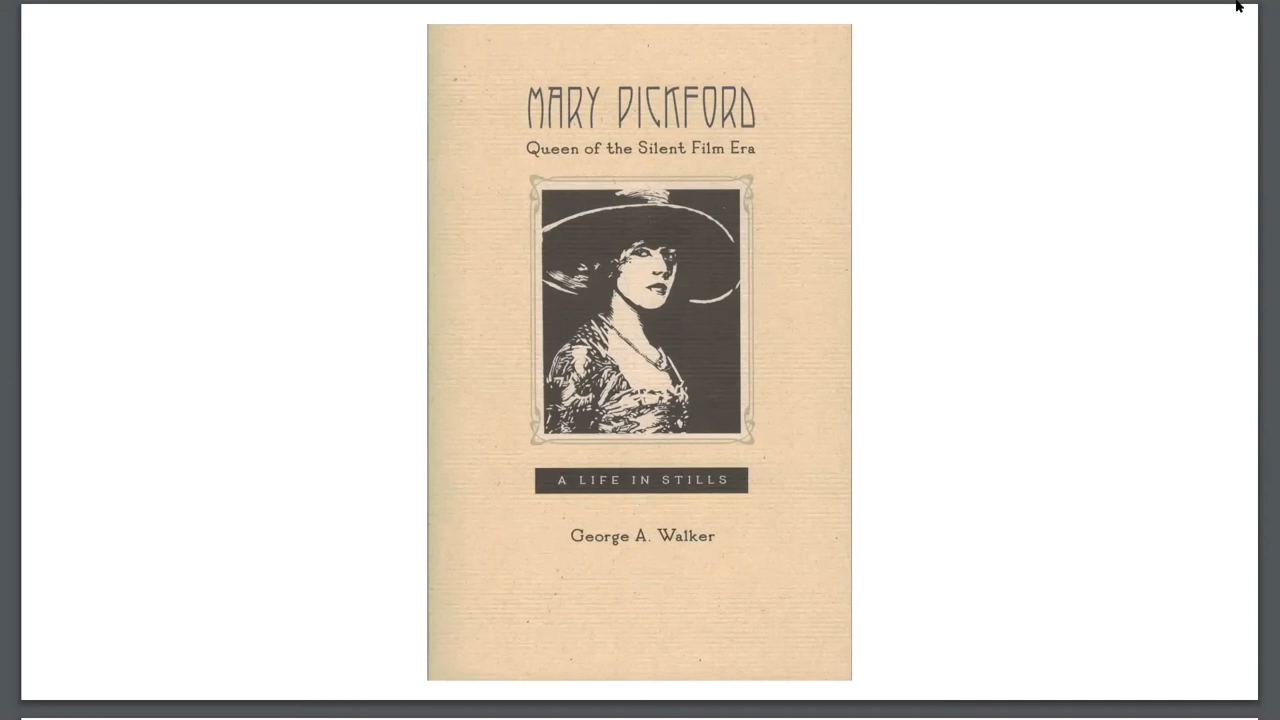 MARY PICKFORD
Queen of the Silent Film Era
A LIFE IN STILLS
George A. Walker